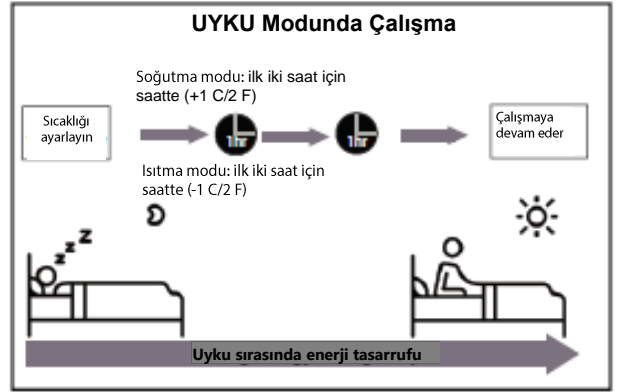 UYKU Modunda Çalışma
Soğutma modu: ilk iki saat için
saatte (+1 C/2 F)
Sıcaklığı
ayarlayın
1hr
1hr
Çalışmaya
devam eder
Isıtma modu: ilk iki saat için
saatte (-1 C/2 F)
z z z Z
Uyku sırasında enerji tasarrufu